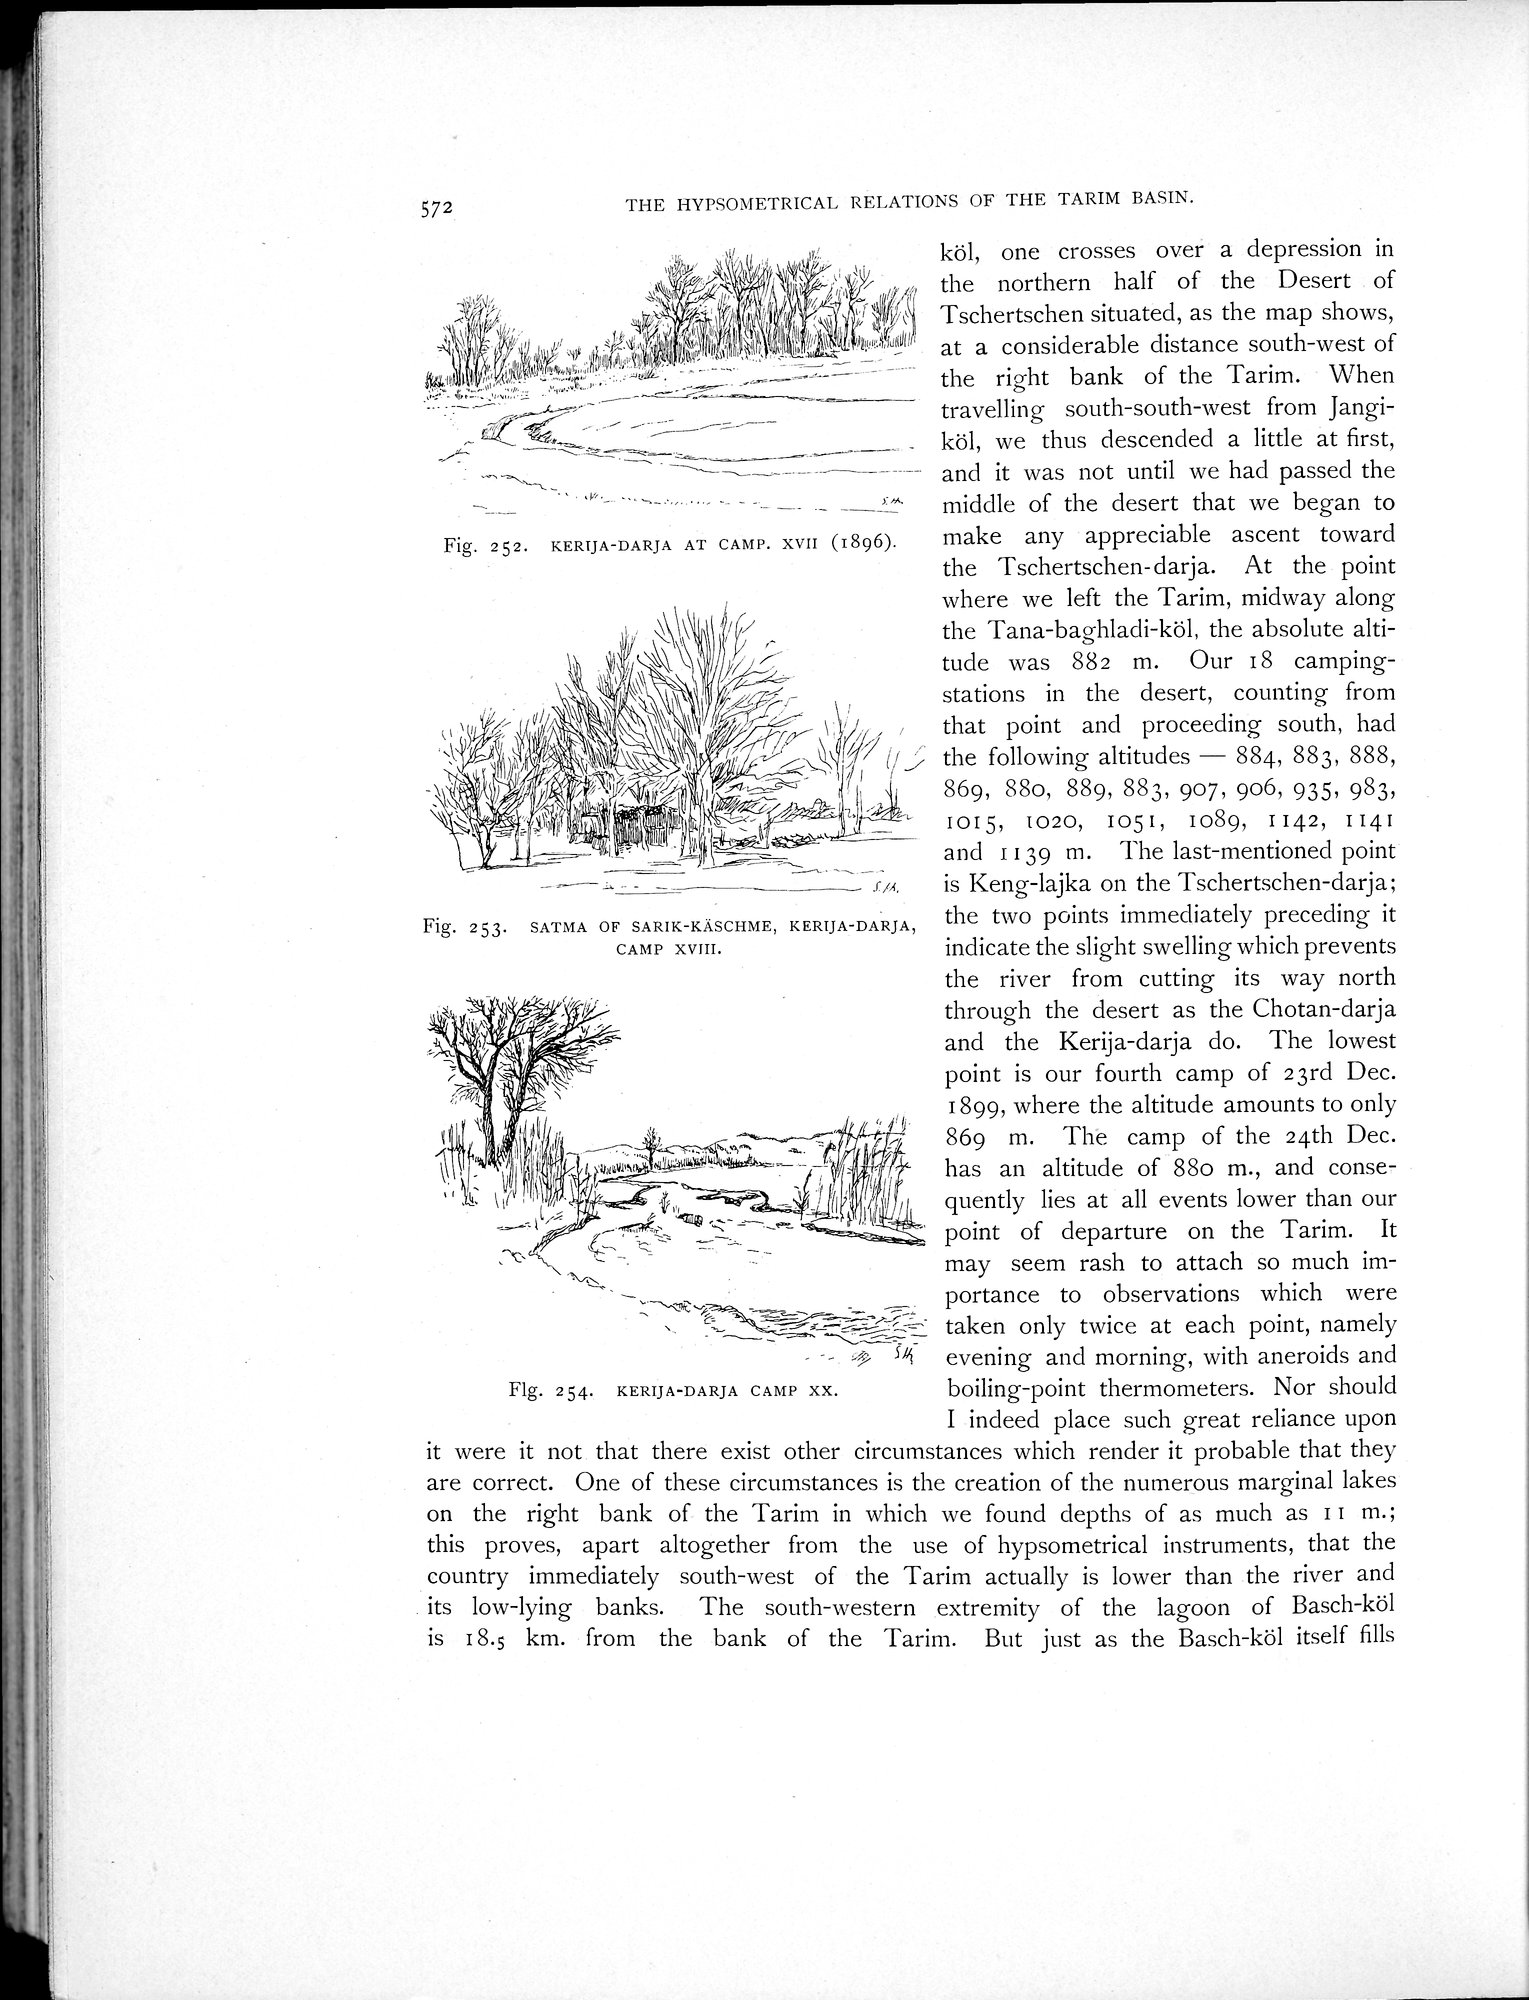 572
THE HYPSOMETRICAL RELATIONS OF THE TARIM BASIN.
Fig. 252. KERIJA-DARJA AT CAMP. XVII (1896).
Fig. 253. SATMA OF SARIK-KÄSCHME, KERIJA-DARJA,
CAMP XVIII.
FIg. 254. KERIJA-DARJA CAMP XX.
köl, one crosses over a depression in
the northern half of the Desert of
Tschertschen situated, as the map shows,
at a considerable distance south-west of
the right bank of the Tarim. When
travelling south-south-west from Jangi-
köl, we thus descended a little at first,
and it was not until we had passed the
middle of the desert that we began to
make any appreciable ascent toward
the Tschertschen-darja. At the point
where we left the Tarim, midway along
the Tana-baghladi-köl, the absolute alti-
tude was 882 m. Our 18 camping-
stations in the desert, counting from
that point and proceeding south, had
the following altitudes — 884, 883, 888,
869, 880, 889, 883, 907, 906, 935, 983,
1015, 1020, 1051, 1089, 1142, 1141
and 1139 m. The last-mentioned point
is Keng-lajka on the Tschertschen-darja;
the two points immediately preceding it
indicate the slight swelling which prevents
the river from cutting its way north
through the desert as the Chotan-darja
and the Kerija-darja do. The lowest
point is our fourth camp of 23rd Dec.
1899, where the altitude amounts to only
869 m. The camp of the 24th Dec.
has an altitude of 880 m., and conse-
quently lies at all events lower than our
point of departure on the Tarim. It
may seem rash to attach so much im-
portance to observations which were
taken only twice at each point, namely
evening and morning, with aneroids and
boiling-point thermometers. Nor should
I indeed place such great reliance upon
it were it not that there exist other circumstances which render it probable that they
are correct. One of these circumstances is the creation of the numerous marginal lakes
on the right bank of the Tarim in which we found depths of as much as 11 m.;
this proves, apart altogether from the use of hypsometrical instruments, that the
country immediately south-west of the Tarim actually is lower than the river and
its low-lying banks. The south-western extremity of the lagoon of Basch-köl
is 18.5 km. from the bank of the Tarim. But just as the Basch-köl itself fills